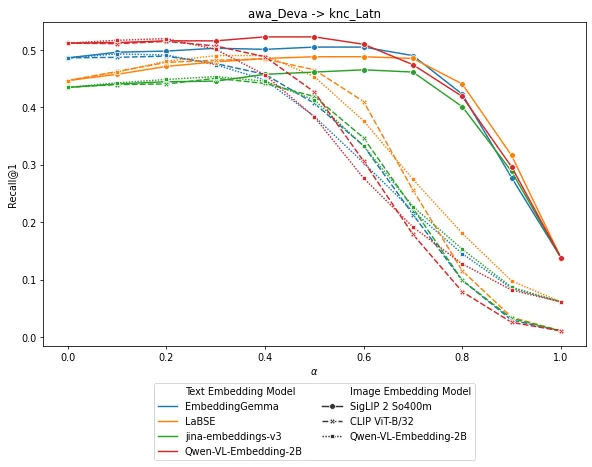 awa_Deva -> knc_Latn
Recall@1
0.5
0.4
0.3
0.2
0.1
0.0
0.0 0.2 0.4 0.6 0.8 1.0
α
Text Embedding Model
EmbeddingGemma
LaBSE
jina-embeddings-v3
Qwen-VL-Embedding-2B
Image Embedding Model
SigLIP 2 So400m
CLIP ViT-B/32
Qwen-VL-Embedding-2B